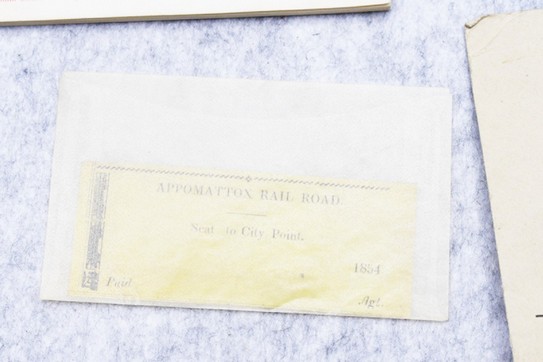 APPOMATTOX RAIL ROAD.
Seat to City Point.
1854
Paid
Agt.